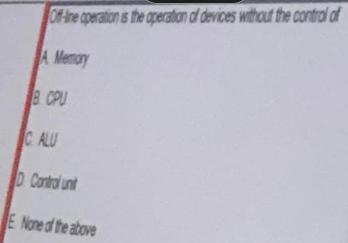 Off-line operation is the operation of devices without the control of
A. Memory
B. CPU
C. ALU
D. Control unit
E. None of the above